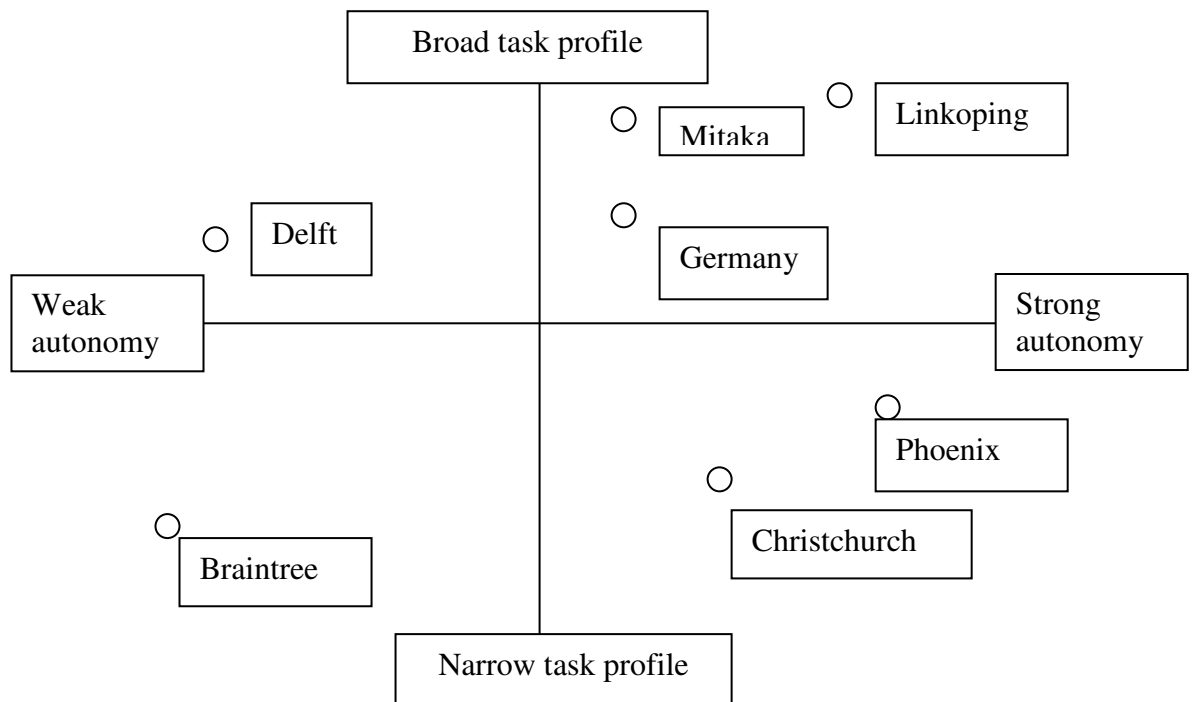 Broad task profile
Linkoping
Mitaka
Delft
Germany
Weak
autonomy
Strong
autonomy
Phoenix
Christchurch
Braintree
Narrow task profile